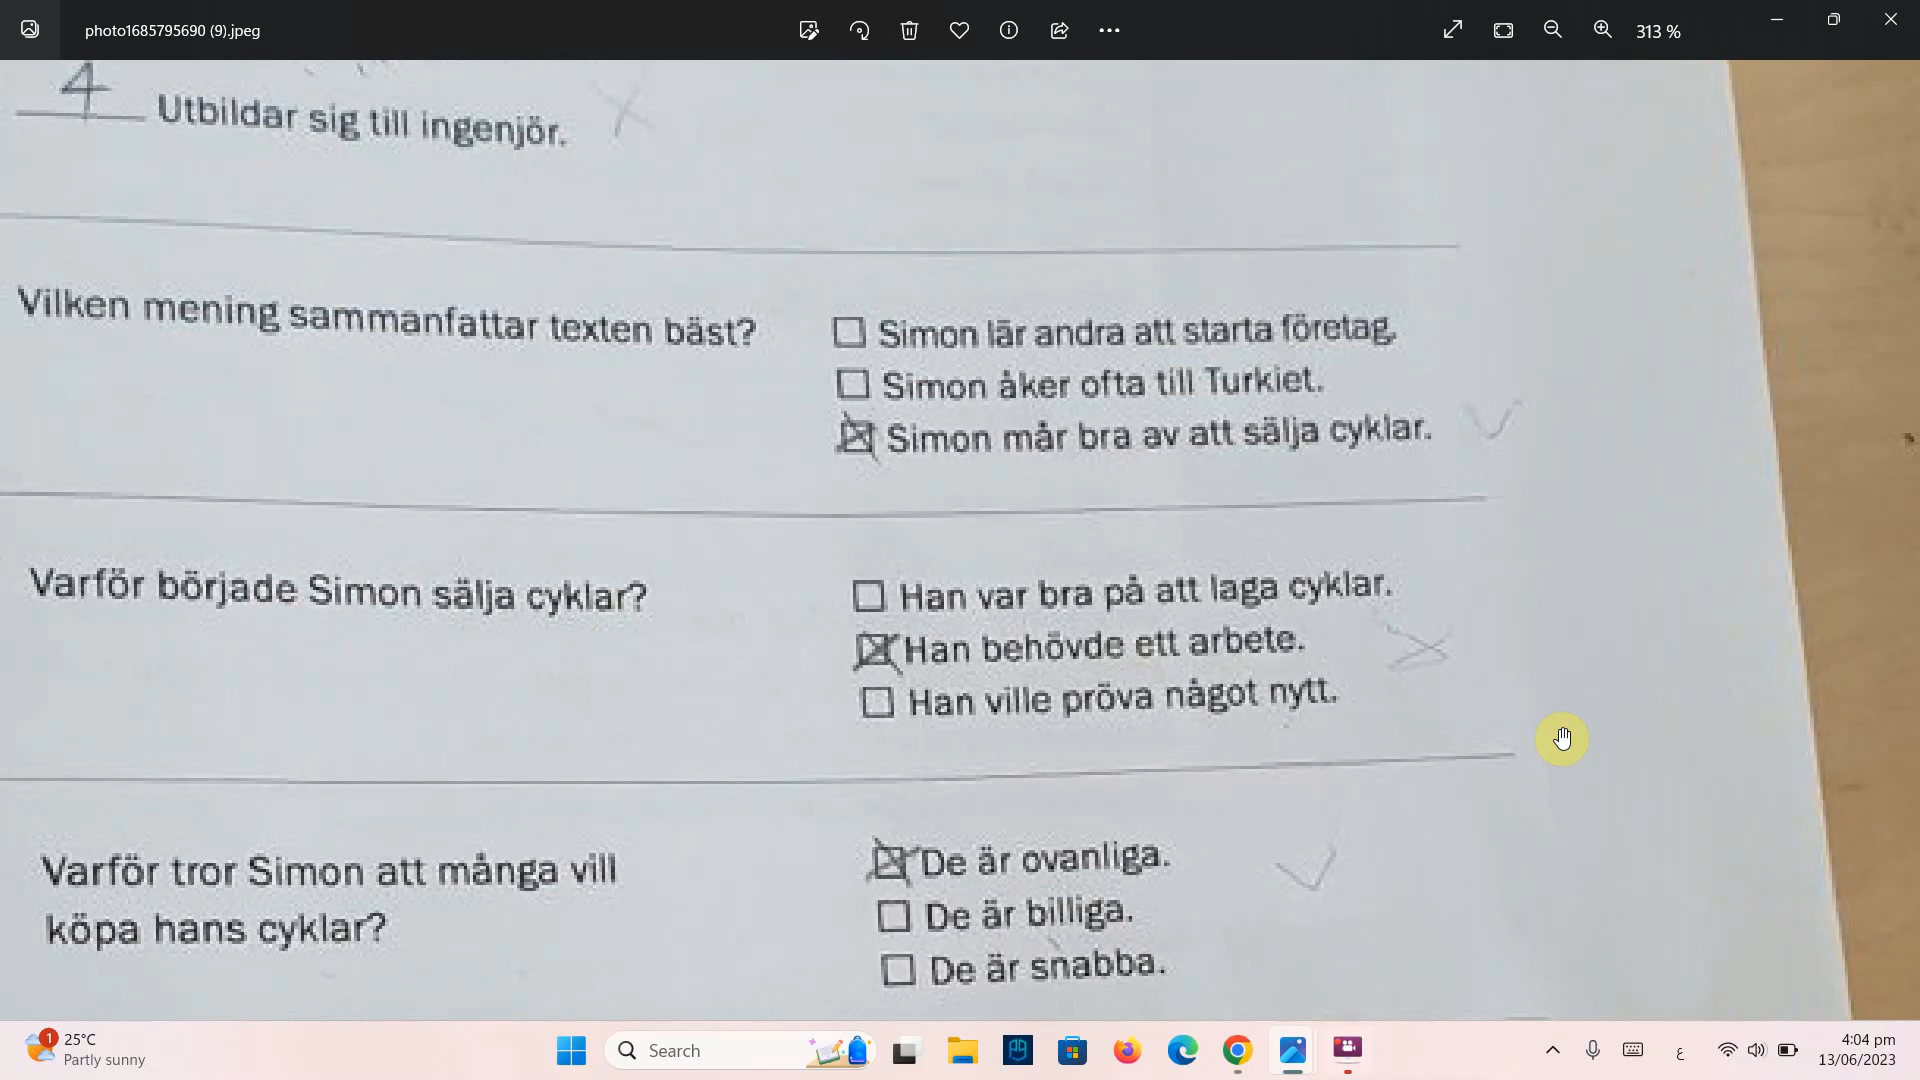 photo1685795690 (9).jpeg
313 %
4 Utbildar sig till ingenjör.
Vilken mening sammanfattar texten bäst?
Simon lär andra att starta företag.
Simon åker ofta till Turkiet.
Simon mår bra av att sälja cyklar.
Varför började Simon sälja cyklar?
Han var bra på att laga cyklar.
Han behövde ett arbete.
Han ville pröva något nytt.
Varför tror Simon att många vill
köpa hans cyklar?
De är ovanliga.
De är billiga.
De är snabba.
1
25°C
Partly sunny
Search
ع
4:04 pm
13/06/2023